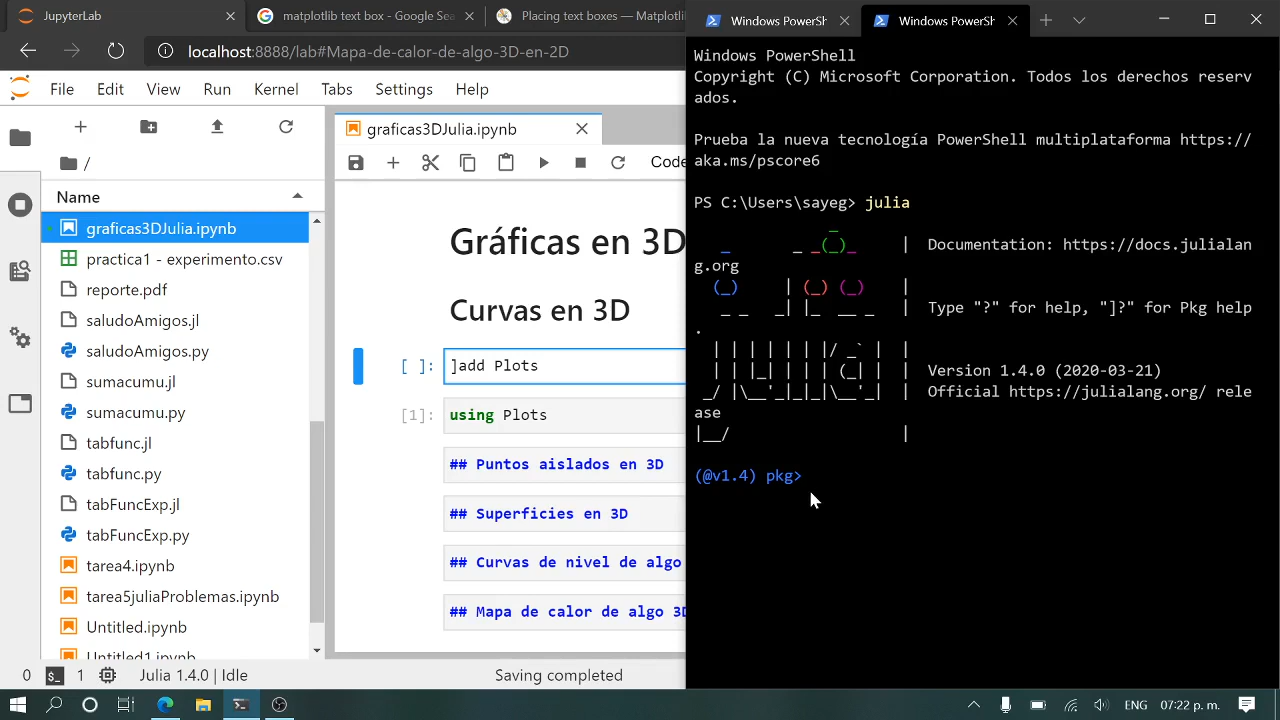 JupyterLab
matplotlib text box - Google Sea
Placing text boxes — Matplotli
localhost:8888/lab#Mapa-de-calor-de-algo-3D-en-2D
File Edit View Run Kernel Tabs Settings Help
/
Name
graficas3DJulia.ipynb
practica1 - experimento.csv
reporte.pdf
saludoAmigos.jl
saludoAmigos.py
sumacumu.jl
sumacumu.py
tabfunc.jl
tabfunc.py
tabFuncExp.jl
tabFuncExp.py
tarea4.ipynb
tarea5juliaProblemas.ipynb
Untitled.ipynb
Untitled1.ipynb
graficas3DJulia.ipynb
Code
Gráficas en 3D
Curvas en 3D
[ ]: ]add Plots
[1]: using Plots
## Puntos aislados en 3D
## Superficies en 3D
## Curvas de nivel de algo
## Mapa de calor de algo 3D
0 1 Julia 1.4.0 | Idle Saving completed
Windows PowerSh
Windows PowerSh
Windows PowerShell
Copyright (C) Microsoft Corporation. Todos los derechos reserv
ados.
Prueba la nueva tecnología PowerShell multiplataforma https://
aka.ms/pscore6
PS C:\Users\sayeg> julia
               _
   _       _ _(_)_     |  Documentation: https://docs.julialan
g.org
  (_)     | (_) (_)    |
   _ _   _| |_  __ _   |  Type "?" for help, "]?" for Pkg help
.
  | | | | | | |/ _` |  |
  | | |_| | | | (_| |  |  Version 1.4.0 (2020-03-21)
 _/ |\__'_|_|_|\__'_|  |  Official https://julialang.org/ rele
ase
|__/                   |
(@v1.4) pkg>
ENG 07:22 p. m.